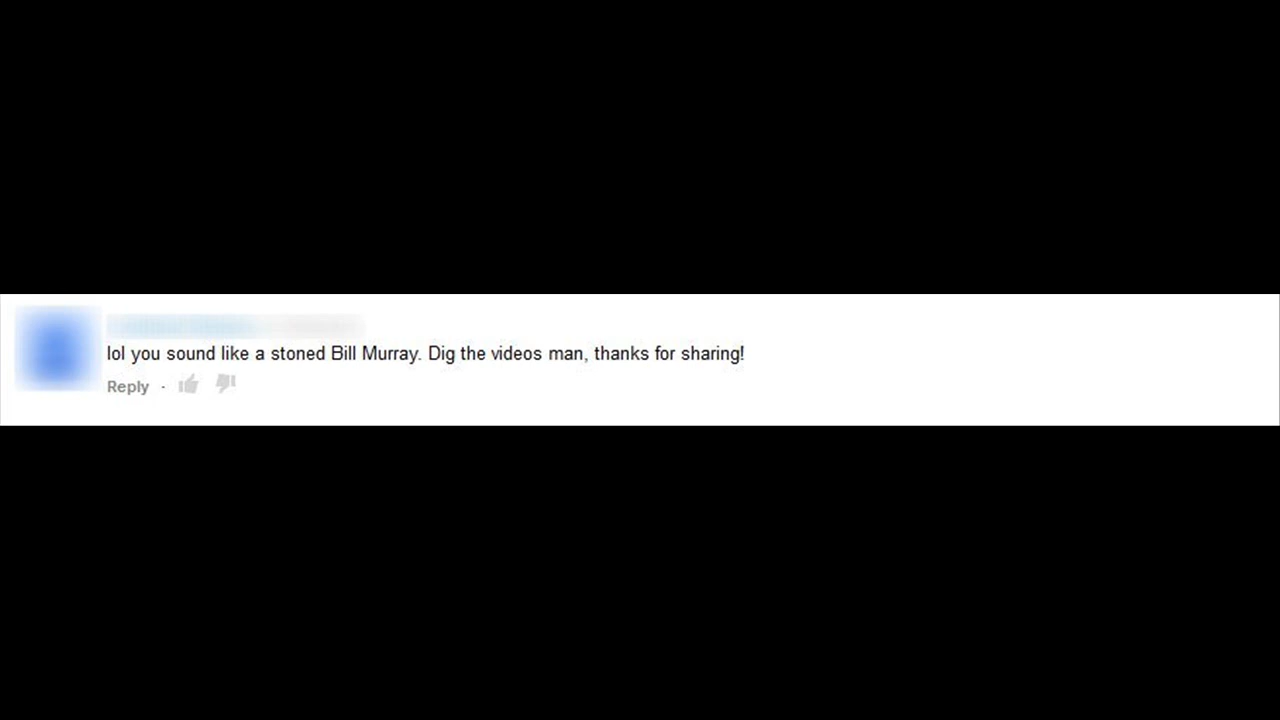 lol you sound like a stoned Bill Murray. Dig the videos man, thanks for sharing!
Reply ·